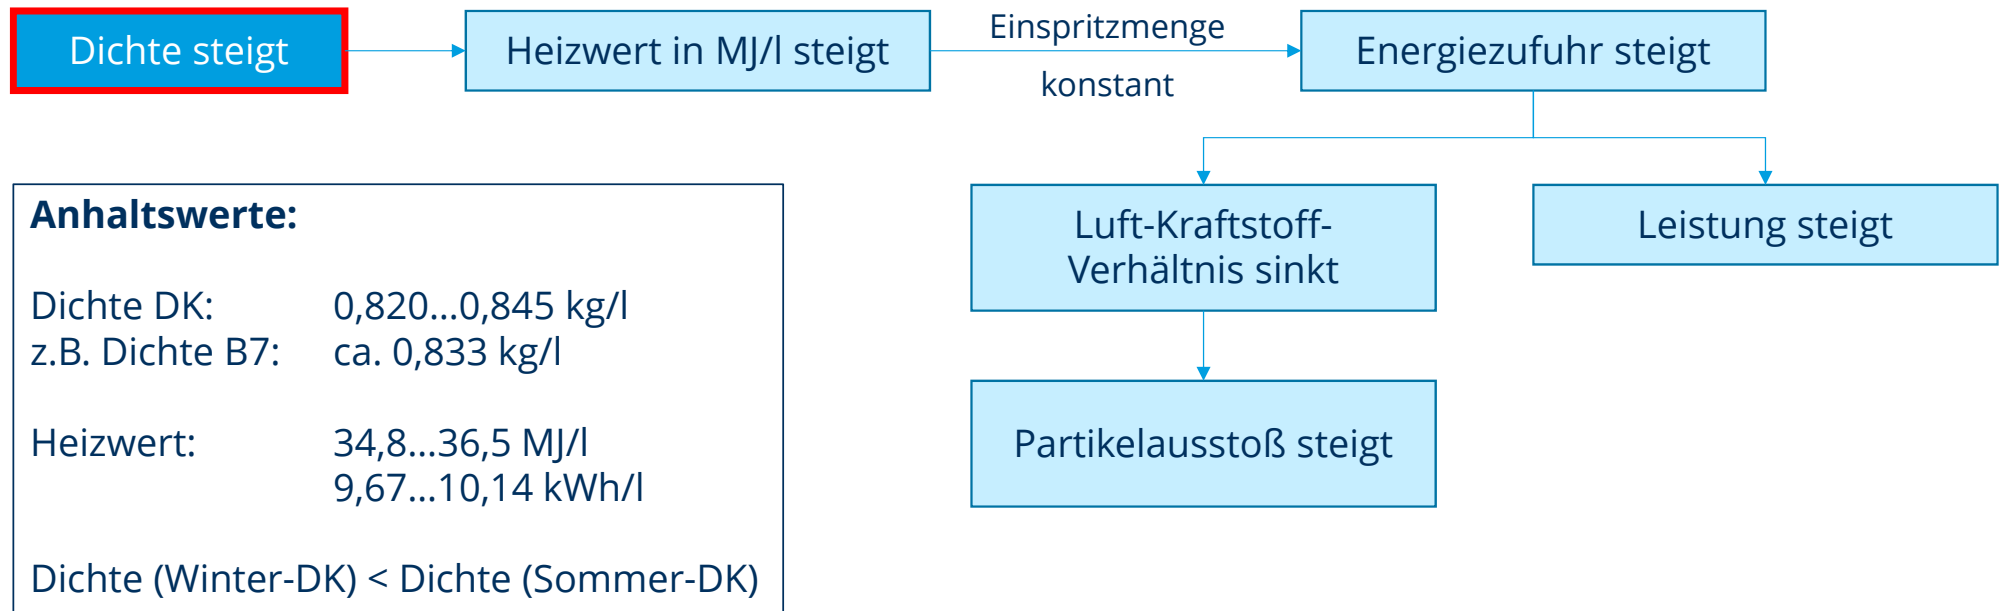 Dichte steigt
Heizwert in MJ/l steigt
Einspritzmenge
konstant
Energiezufuhr steigt
Luft-Kraftstoff-
Verhältnis sinkt
Leistung steigt
Partikelausstoß steigt
Anhaltswerte:
Dichte DK: 0,820...0,845 kg/l
z.B. Dichte B7: ca. 0,833 kg/l
Heizwert: 34,8...36,5 MJ/l
9,67...10,14 kWh/l
Dichte (Winter-DK) < Dichte (Sommer-DK)